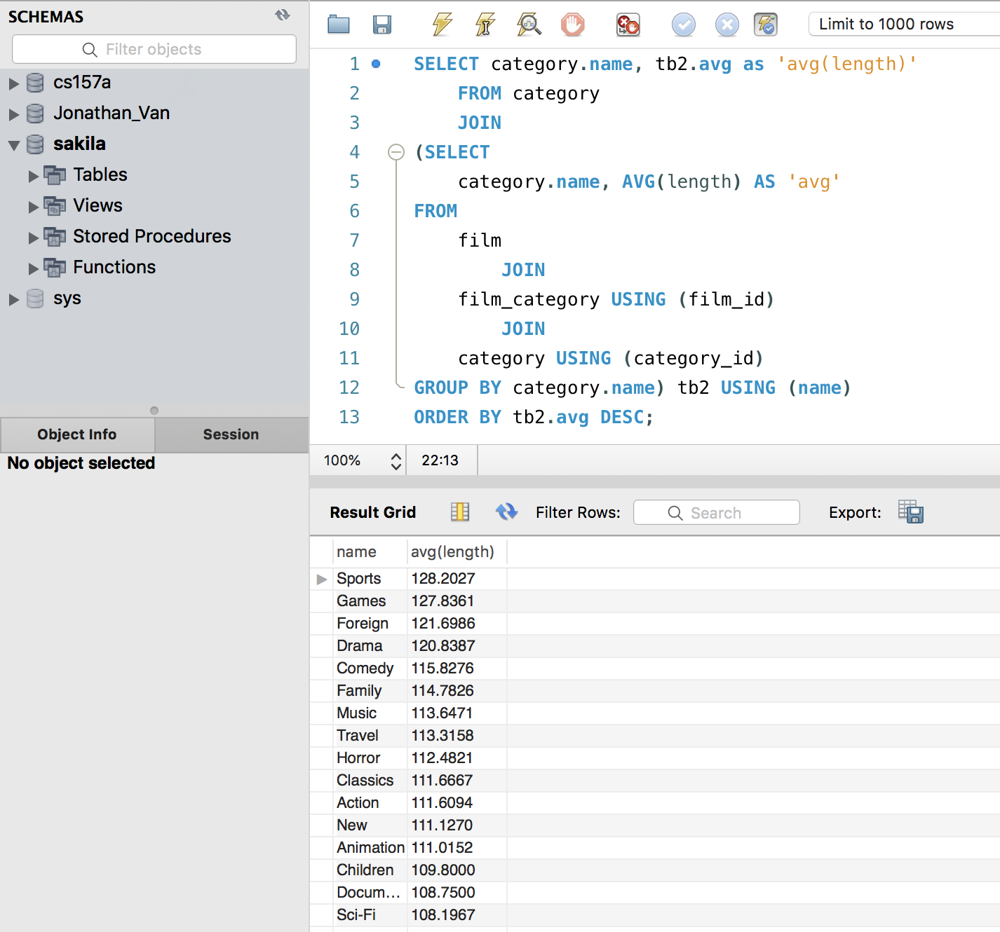 SCHEMAS
Filter objects
cs157a
Jonathan_Van
sakila
Tables
Views
Stored Procedures
Functions
sys
Object Info Session
No object selected
Limit to 1000 rows
1 SELECT category.name, tb2.avg as 'avg(length)'
2 FROM category
3 JOIN
4 (SELECT
5 category.name, AVG(length) AS 'avg'
6 FROM
7 film
8 JOIN
9 film_category USING (film_id)
10 JOIN
11 category USING (category_id)
12 GROUP BY category.name) tb2 USING (name)
13 ORDER BY tb2.avg DESC;
100% 22:13
Result Grid Filter Rows: Search Export:
name avg(length)
Sports 128.2027
Games 127.8361
Foreign 121.6986
Drama 120.8387
Comedy 115.8276
Family 114.7826
Music 113.6471
Travel 113.3158
Horror 112.4821
Classics 111.6667
Action 111.6094
New 111.1270
Animation 111.0152
Children 109.8000
Docum... 108.7500
Sci-Fi 108.1967